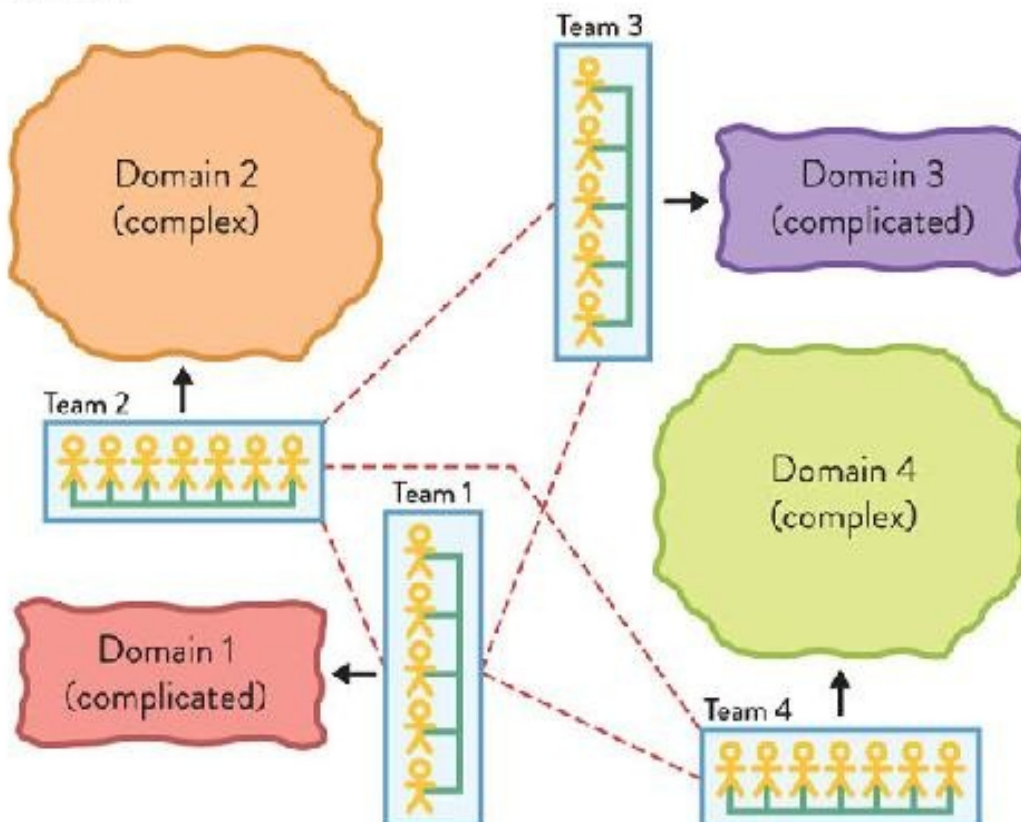 Team 3
Domain 2
(complex)
Domain 3
(complicated)
Team 2
Team 1
Domain 4
(complex)
Domain 1
(complicated)
Team 4